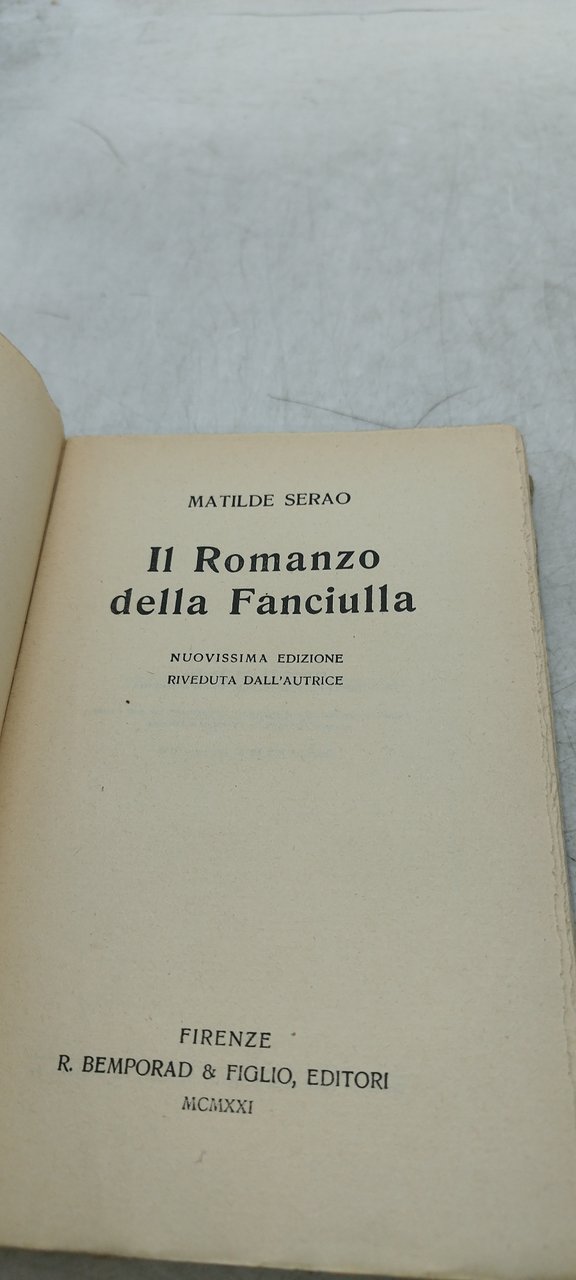 MATILDE SERAO
Il Romanzo
della Fanciulla
NUOVISSIMA EDIZIONE
RIVEDUTA DALL'AUTRICE
FIRENZE
R. BEMPORAD & FIGLIO, EDITORI
MCMXXI